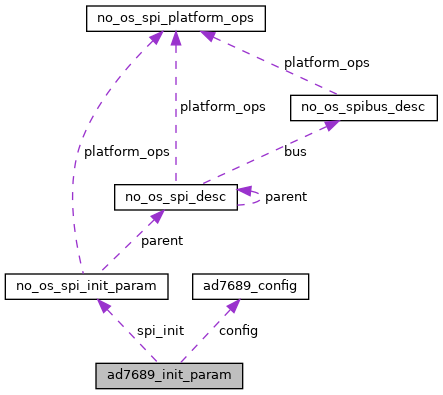 no_os_spi_platform_ops
platform_ops
no_os_spibus_desc
platform_ops
platform_ops
bus
no_os_spi_desc
parent
parent
no_os_spi_init_param
ad7689_config
spi_init
config
ad7689_init_param